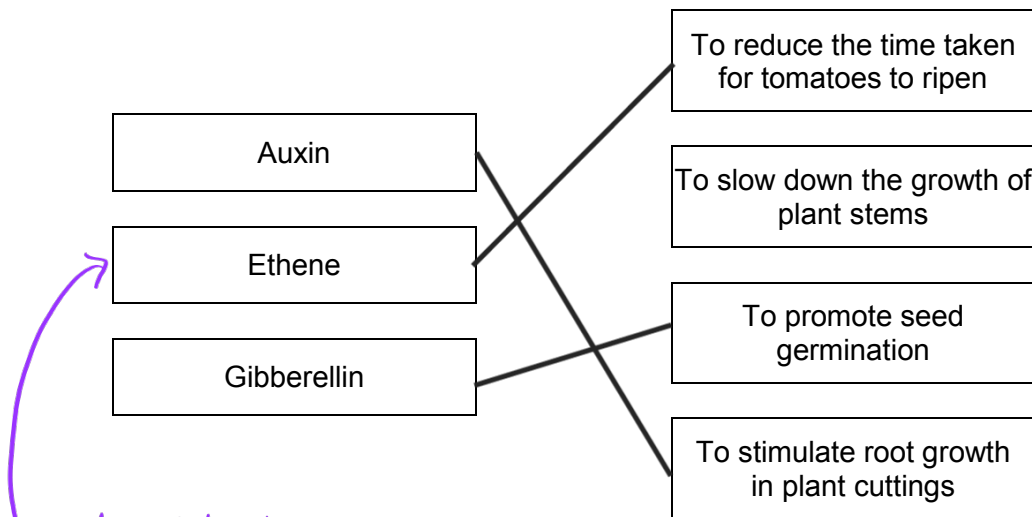 To reduce the time taken
for tomatoes to ripen
Auxin
To slow down the growth of
plant stems
Ethene
To promote seed
germination
Gibberellin
To stimulate root growth
in plant cuttings